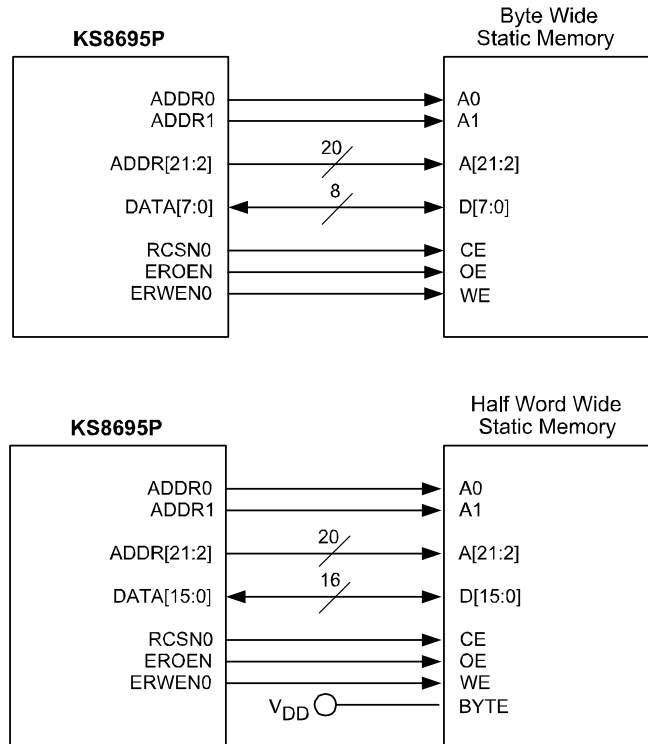 KS8695P
Byte Wide
Static Memory
ADDR0 A0
ADDR1 A1
ADDR[21:2] 20 A[21:2]
DATA[7:0] 8 D[7:0]
RCSN0 CE
EROEN OE
ERWEN0 WE
KS8695P
Half Word Wide
Static Memory
ADDR0 A0
ADDR1 A1
ADDR[21:2] 20 A[21:2]
DATA[15:0] 16 D[15:0]
RCSN0 CE
EROEN OE
ERWEN0 WE
VDD BYTE